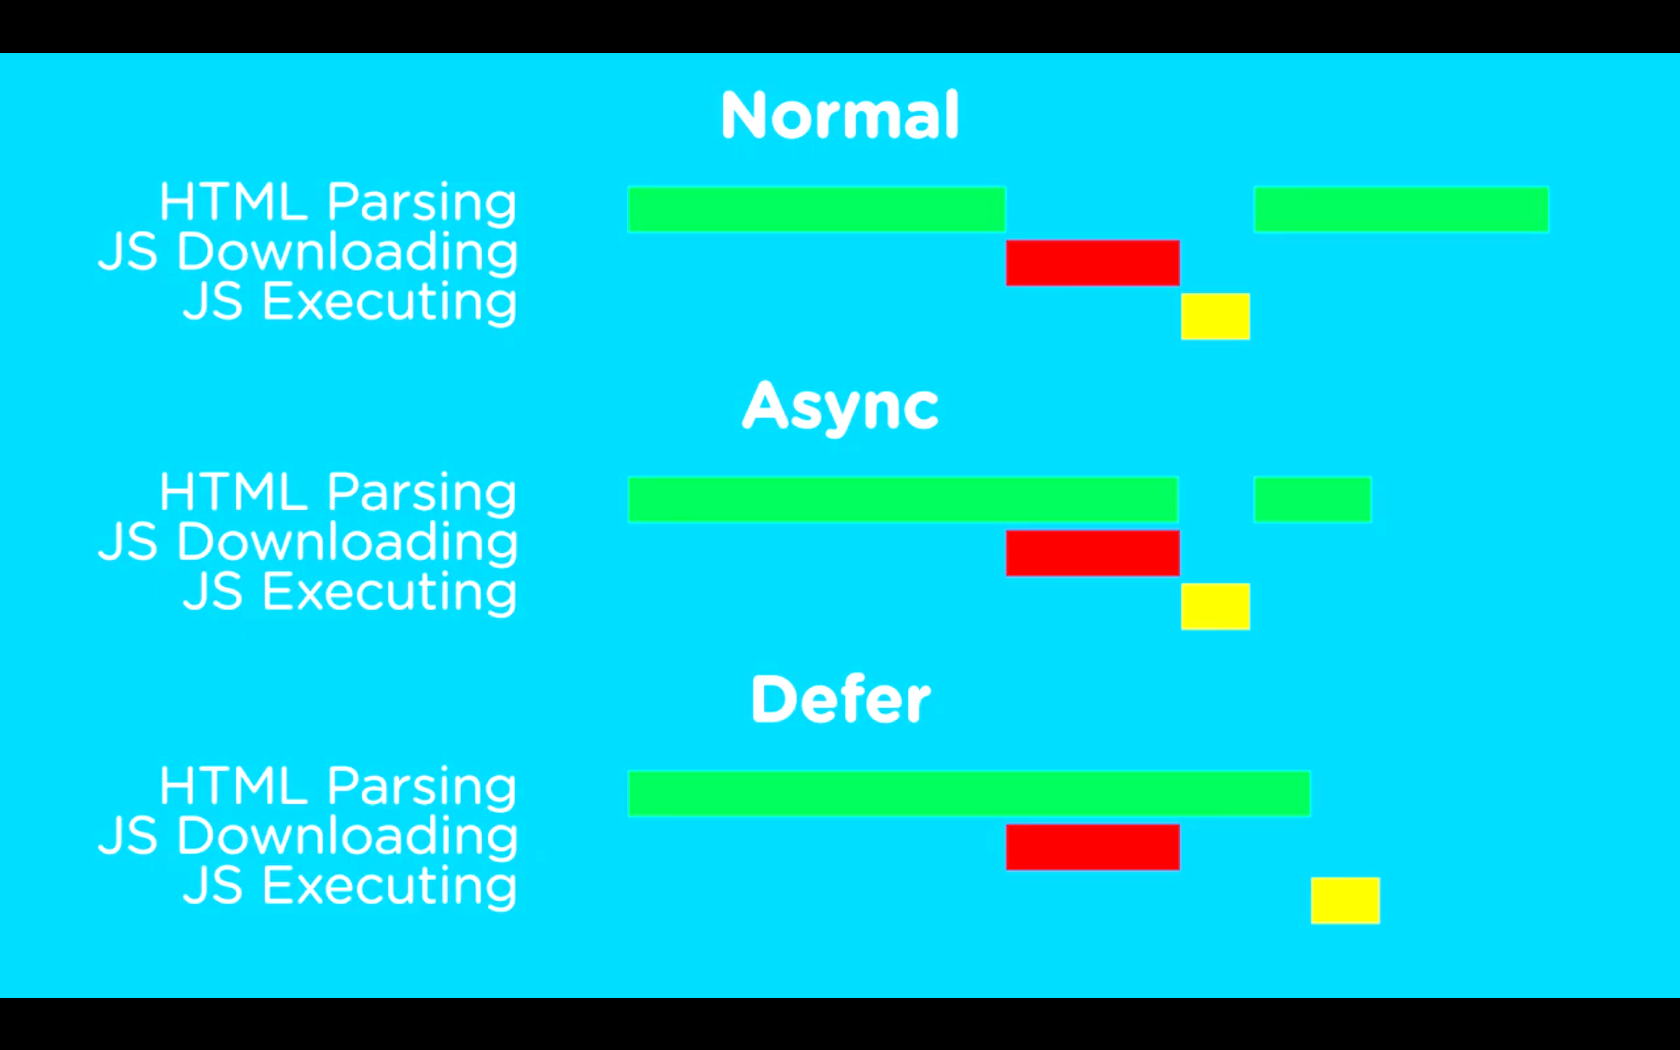 Normal
HTML Parsing
JS Downloading
JS Executing
Async
HTML Parsing
JS Downloading
JS Executing
Defer
HTML Parsing
JS Downloading
JS Executing